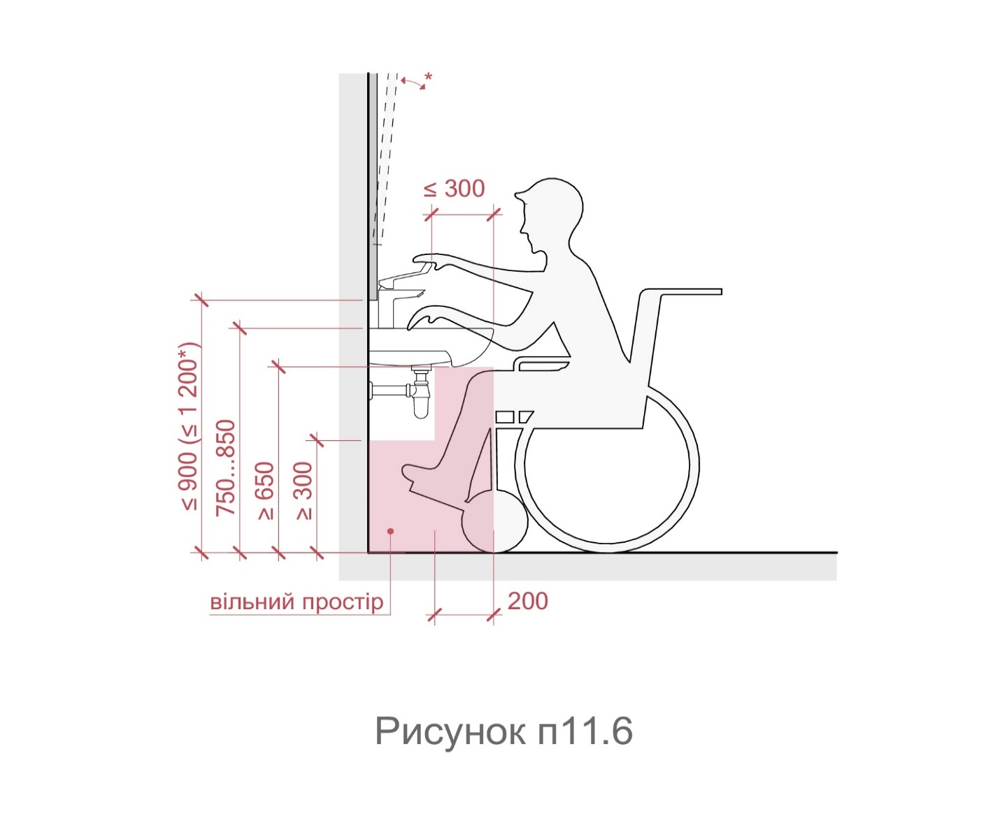 *
≤ 300
≤ 900 (≤ 1 200*)
750...850
≥ 650
≥ 300
вільний простір
200
Рисунок п11.6